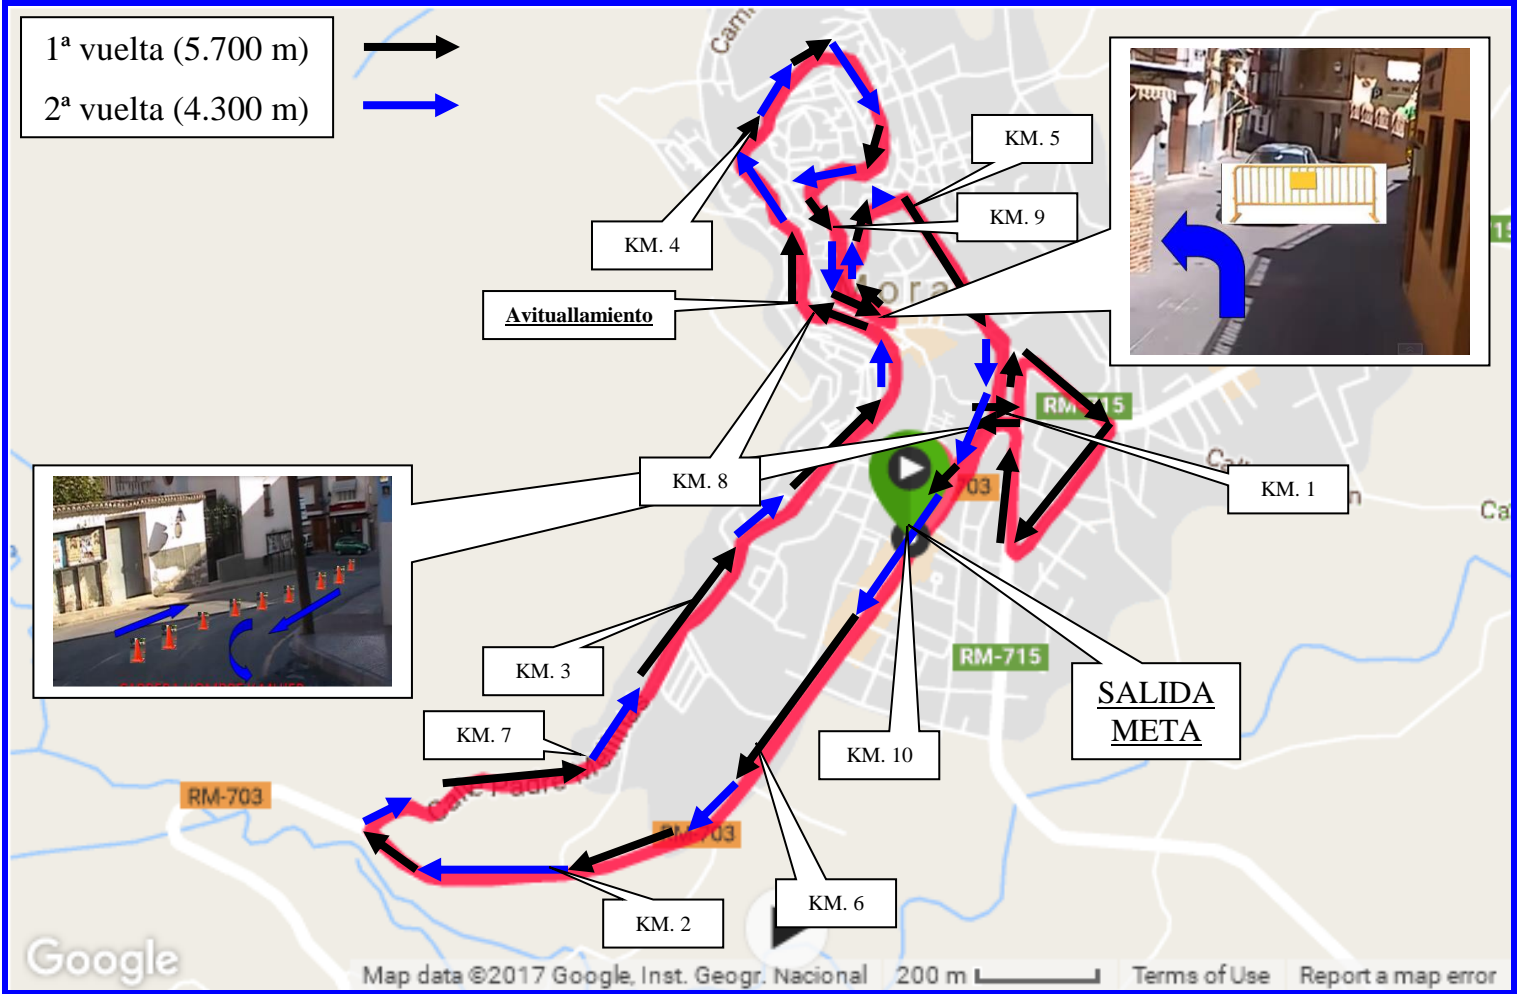 1ª vuelta (5.700 m)
2ª vuelta (4.300 m)
KM. 5
KM. 9
KM. 4
Avituallamiento
Mora
RM-715
KM. 8
703
KM. 1
KM. 3
RM-715
SALIDA
META
KM. 7
KM. 10
RM-703
RM-703
KM. 6
KM. 2
Google
Map data ©2017 Google, Inst. Geogr. Nacional
200 m
Terms of Use
Report a map error